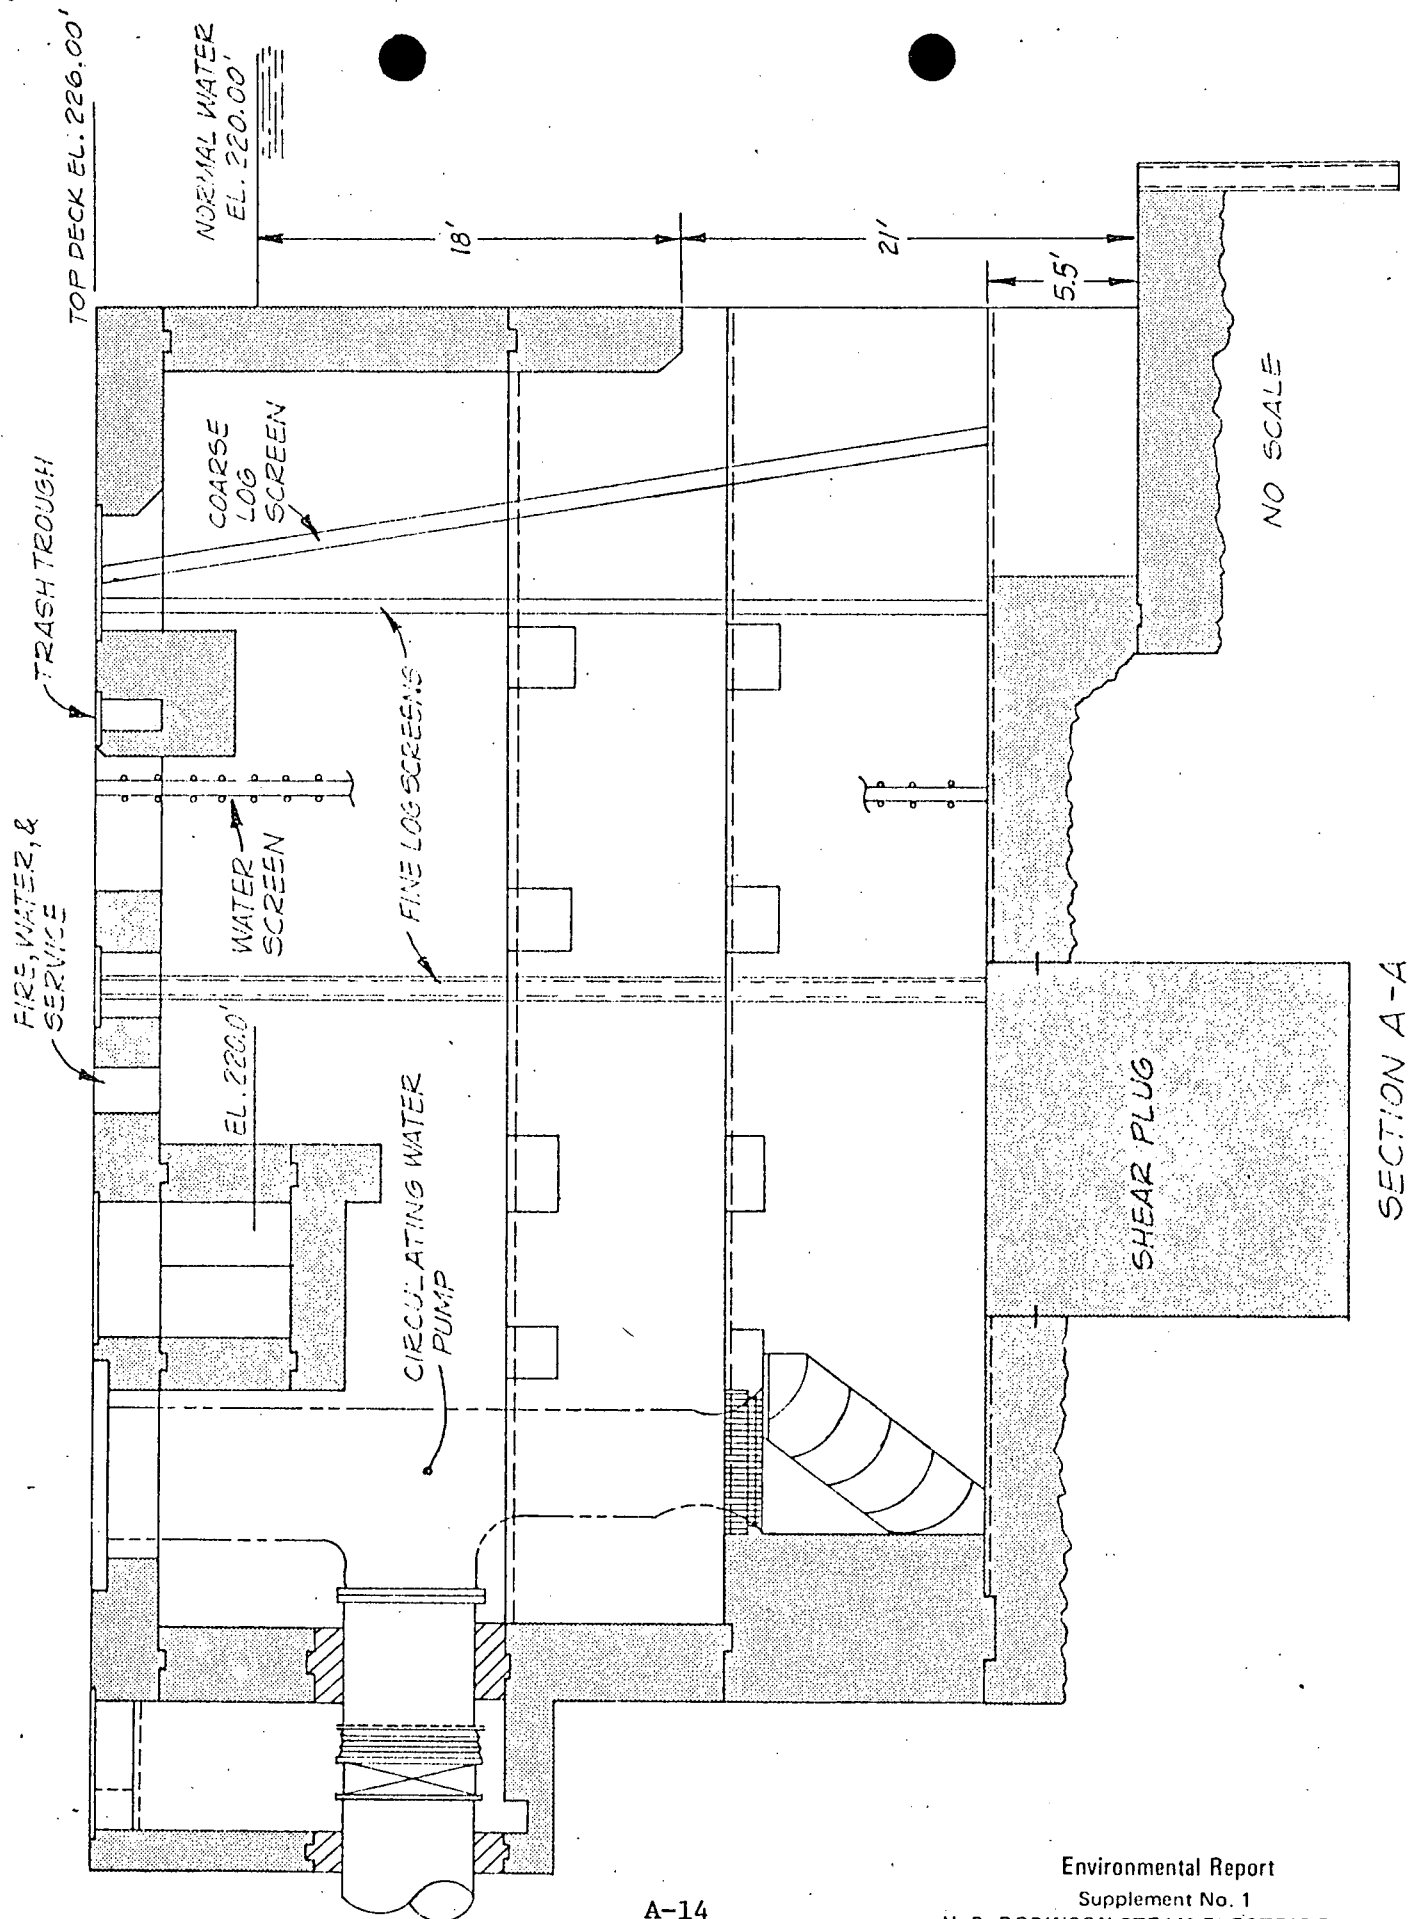 TOP DECK EL. 226.00'
NORMAL WATER
EL. 220.00'
18'
21'
5.5'
TRASH TROUGH
COARSE
LOG
SCREEN
NO SCALE
FIRE, WATER, &
SERVICE
WATER
SCREEN
FINE LOG SCREENS
EL. 220.0'
CIRCULATING WATER
PUMP
SHEAR PLUG
SECTION A-A
A-14
Environmental Report
Supplement No. 1